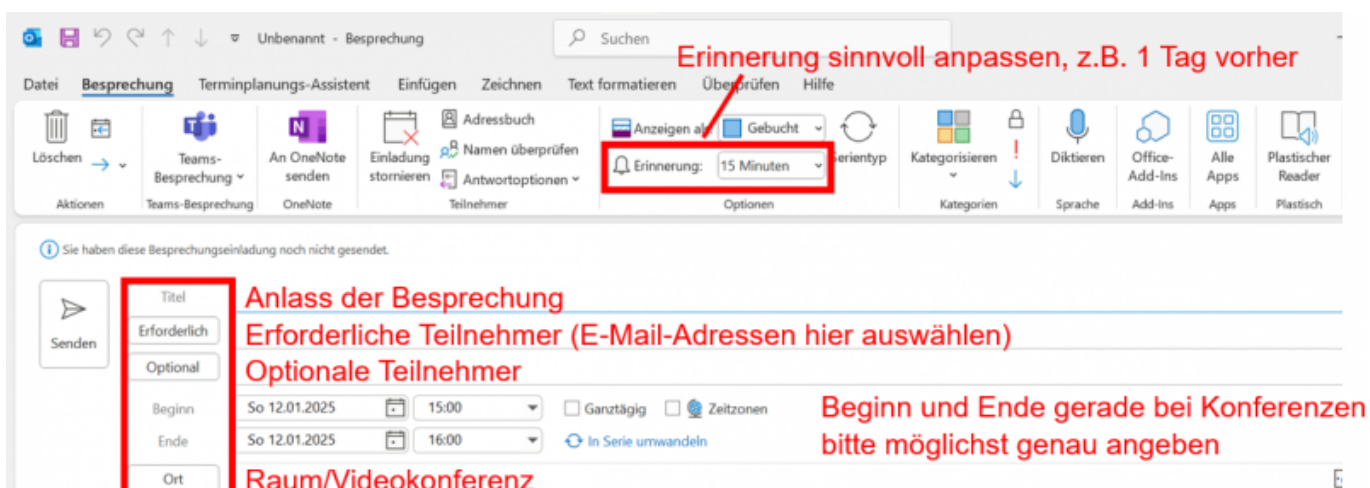 Unbenannt - Besprechung
Suchen
Erinnerung sinnvoll anpassen, z.B. 1 Tag vorher
Datei Besprechung Terminplanungs-Assistent Einfügen Zeichnen Text formatieren Überprüfen Hilfe
Löschen
Teams-Besprechung
An OneNote senden
Einladung stornieren
Adressbuch
Namen überprüfen
Antwortoptionen
Anzeigen als: Gebucht
Erinnerung: 15 Minuten
Serientyp
Kategorisieren
Diktieren
Office-Add-Ins
Alle Apps
Plastischer Reader
Aktionen Teams-Besprechung OneNote Teilnehmer Optionen Kategorien Sprache Add-Ins Apps Plastisch
Sie haben diese Besprechungseinladung noch nicht gesendet.
Senden
Titel Anlass der Besprechung
Erforderlich Erforderliche Teilnehmer (E-Mail-Adressen hier auswählen)
Optional Optionale Teilnehmer
Beginn So 12.01.2025 15:00 Ganztägig Zeitzonen
Ende So 12.01.2025 16:00 In Serie umwandeln
Beginn und Ende gerade bei Konferenzen
bitte möglichst genau angeben
Ort Raum/Videokonferenz